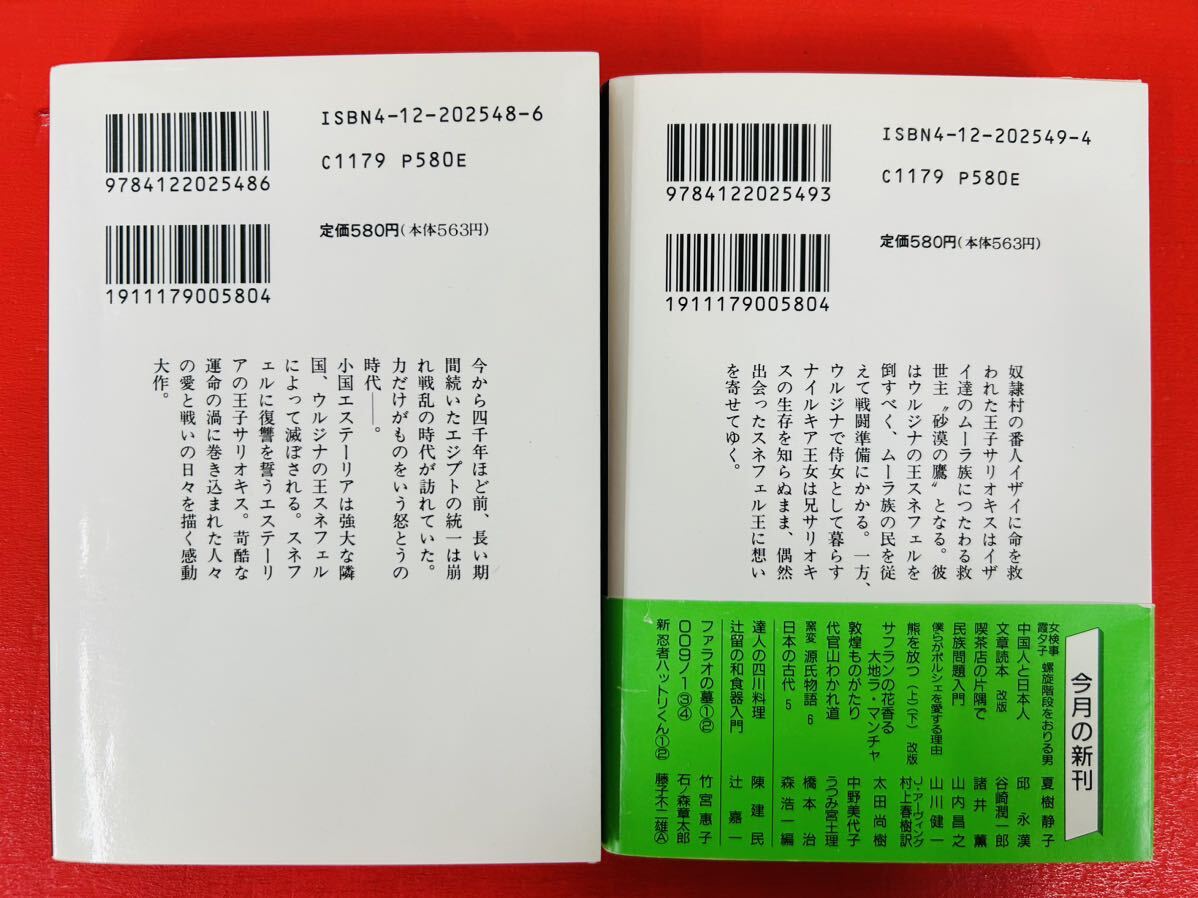 ISBN4-12-202548-6
C1179 P580E
9784122025486
定価580円(本体563円)
1911179005804
今から四千年ほど前、長い期
間続いたエジプトの統一は崩
れ戦乱の時代が訪れていた。
力だけがものをいう怒とうの
時代――。
小国エステーリアは強大な隣
国、ウルジナの王スネフェル
によって滅ぼされる。スネフ
ェルに復讐を誓うエステーリ
アの王子サリオキス。苛酷な
運命の渦に巻き込まれた人々
の愛と戦いの日々を描く感動
大作。
ISBN4-12-202549-4
C1179 P580E
9784122025493
定価580円(本体563円)
1911179005804
奴隷村の番人イザイに命を救
われた王子サリオキスはイザ
イ達のムーラ族につたわる救
世主〝砂漠の鷹〟となる。彼
はウルジナの王スネフェルを
倒すべく、ムーラ族の民を従
えて戦闘準備にかかる。一方、
ウルジナで侍女として暮らす
ナイルキア王女は兄サリオキ
スの生存を知らぬまま、偶然
出会ったスネフェル王に想い
を寄せてゆく。
今月の新刊
女検事霞夕子 螺旋階段をおりる男 夏樹静子
中国人と日本人 邱永漢
文章読本 改版 谷崎潤一郎
喫茶店の片隅で 諸井薫
民族問題入門 山内昌之
僕らがポルシェを愛する理由 山川健一
熊を放つ(上)(下) 改版 J・アーヴィング 村上春樹訳
サフランの花香る大地ラ・マンチャ 太田尚樹
敦煌ものがたり 中野美代子
代官山わかれ道 うつみ宮土理
窯変 源氏物語 6 橋本治
日本の古代 5 森浩一編
達人の四川料理 陳建民
辻留の和食器入門 辻嘉一
ファラオの墓①② 竹宮惠子
009ノ1③④ 石ノ森章太郎
新忍者ハットリくん①② 藤子不二雄Ⓐ